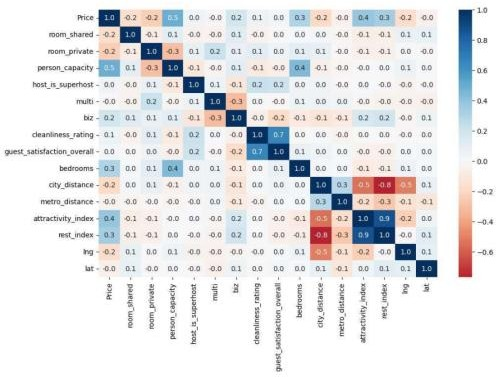 Price 1.0 -0.2 -0.2 0.5 0.0 -0.0 0.2 0.1 0.0 0.3 -0.2 -0.0 0.4 0.3 -0.2 -0.0
room_shared -0.2 1.0 -0.1 0.1 -0.0 0.0 -0.1 -0.0 0.0 0.0 0.0 0.0 -0.1 -0.1 0.1 0.1
room_private -0.2 -0.1 1.0 -0.3 0.1 0.2 -0.1 0.1 0.1 -0.1 0.1 -0.0 -0.1 -0.1 0.0 -0.0
person_capacity 0.5 0.1 -0.3 1.0 -0.1 -0.0 0.1 -0.0 -0.0 0.4 -0.1 -0.0 0.0 0.0 0.0 0.0
host_is_superhost 0.0 -0.0 0.1 -0.1 1.0 0.1 -0.1 0.2 0.2 -0.0 0.0 0.0 -0.0 -0.0 -0.0 0.0
multi -0.0 0.0 0.2 -0.0 0.1 1.0 -0.3 0.0 0.0 0.1 0.0 -0.0 -0.0 -0.0 -0.0 -0.0
biz 0.2 -0.1 -0.1 0.1 -0.1 -0.3 1.0 -0.0 -0.2 -0.1 -0.1 -0.1 0.2 0.2 -0.0 0.1
cleanliness_rating 0.1 -0.0 0.1 -0.0 0.2 0.0 -0.0 1.0 0.7 0.0 0.0 0.0 -0.0 -0.0 -0.0 0.0
guest_satisfaction_overall 0.0 0.0 0.1 -0.0 0.2 0.0 -0.2 0.7 1.0 0.1 0.0 0.0 -0.1 -0.1 0.0 0.0
bedrooms 0.3 0.0 -0.1 0.4 -0.0 0.1 -0.1 0.0 0.1 1.0 0.0 0.0 -0.1 -0.1 0.1 0.0
city_distance -0.2 0.0 0.1 -0.1 0.0 0.0 -0.1 0.0 0.0 0.0 1.0 0.3 -0.5 -0.8 -0.5 0.1
metro_distance -0.0 0.0 -0.0 -0.0 0.0 -0.0 -0.1 0.0 0.0 0.0 0.3 1.0 -0.2 -0.3 -0.1 -0.1
attractivity_index 0.4 -0.1 -0.1 0.0 -0.0 -0.0 0.2 -0.0 -0.1 -0.1 -0.5 -0.2 1.0 0.9 -0.2 0.0
rest_index 0.3 -0.1 -0.1 0.0 -0.0 -0.0 0.2 -0.0 -0.1 -0.1 -0.8 -0.3 0.9 1.0 -0.0 0.1
lng -0.2 0.1 0.0 0.0 -0.0 -0.0 -0.0 -0.0 0.0 0.1 -0.5 -0.1 -0.2 -0.0 1.0 0.1
lat -0.0 0.1 -0.0 0.0 0.0 -0.0 0.1 0.0 0.0 0.0 0.1 -0.1 0.0 0.1 0.1 1.0
Price room_shared room_private person_capacity host_is_superhost multi biz cleanliness_rating guest_satisfaction_overall bedrooms city_distance metro_distance attractivity_index rest_index lng lat
1.0
0.8
0.6
0.4
0.2
0.0
-0.2
-0.4
-0.6